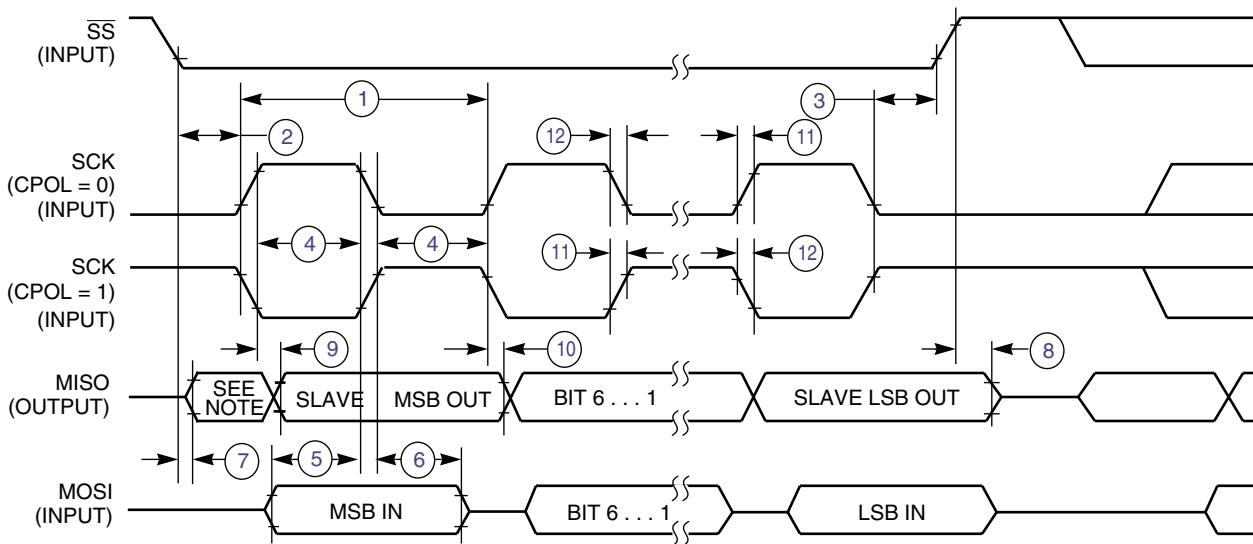 SS
(INPUT)
1
3
2
12
11
SCK
(CPOL = 0)
(INPUT)
4
4
SCK
(CPOL = 1)
(INPUT)
11
12
9
10
8
MISO
(OUTPUT)
SEE
NOTE
SLAVE
MSB OUT
BIT 6 . . . 1
SLAVE LSB OUT
7
5
6
MOSI
(INPUT)
MSB IN
BIT 6 . . . 1
LSB IN